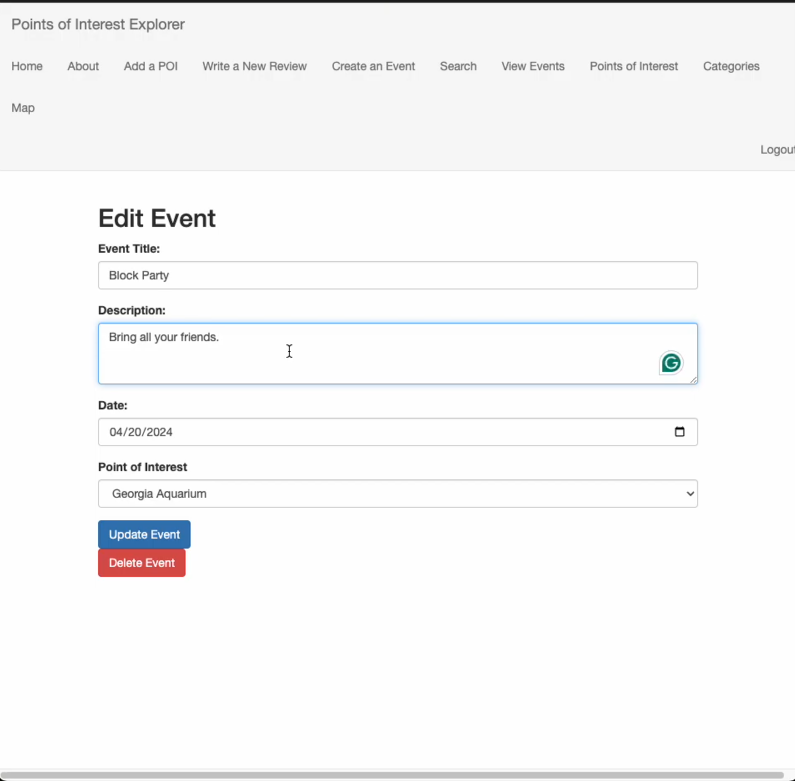 Points of Interest Explorer
Home About Add a POI Write a New Review Create an Event Search View Events Points of Interest Categories
Map
Logout
Edit Event
Event Title:
Block Party
Description:
Bring all your friends.
Date:
04/20/2024
Point of Interest
Georgia Aquarium
Update Event
Delete Event